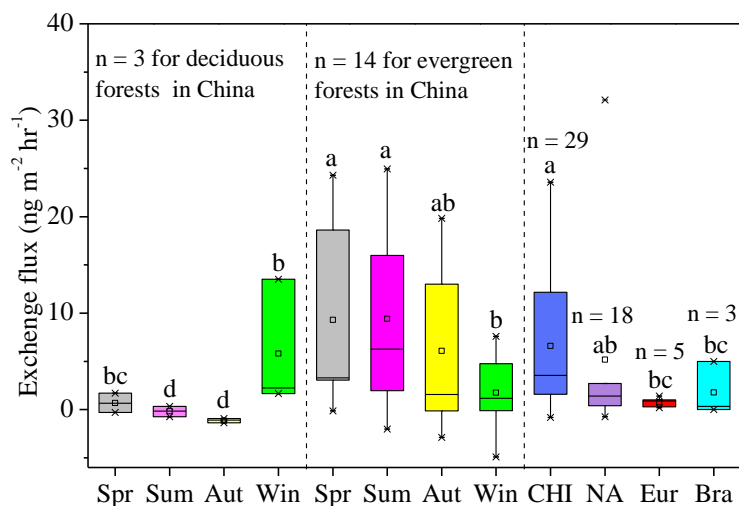 40
30
20
10
0
Exchenge flux (ng m⁻² hr⁻¹)
n = 3 for deciduous
forests in China
n = 14 for evergreen
forests in China
bc
d
d
b
a
a
ab
b
n = 29
a
n = 18
ab
n = 5
bc
n = 3
bc
Spr Sum Aut Win Spr Sum Aut Win CHI NA Eur Bra